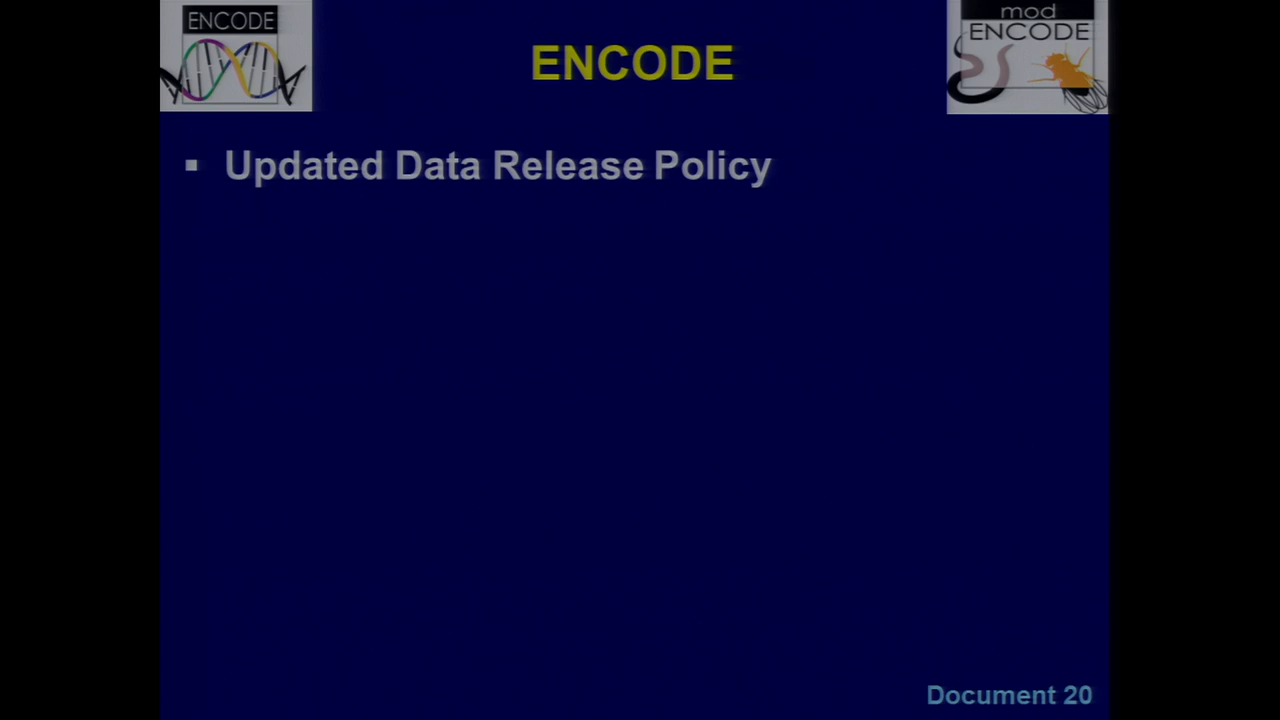 ENCODE
mod
ENCODE
ENCODE
▪ Updated Data Release Policy
Document 20